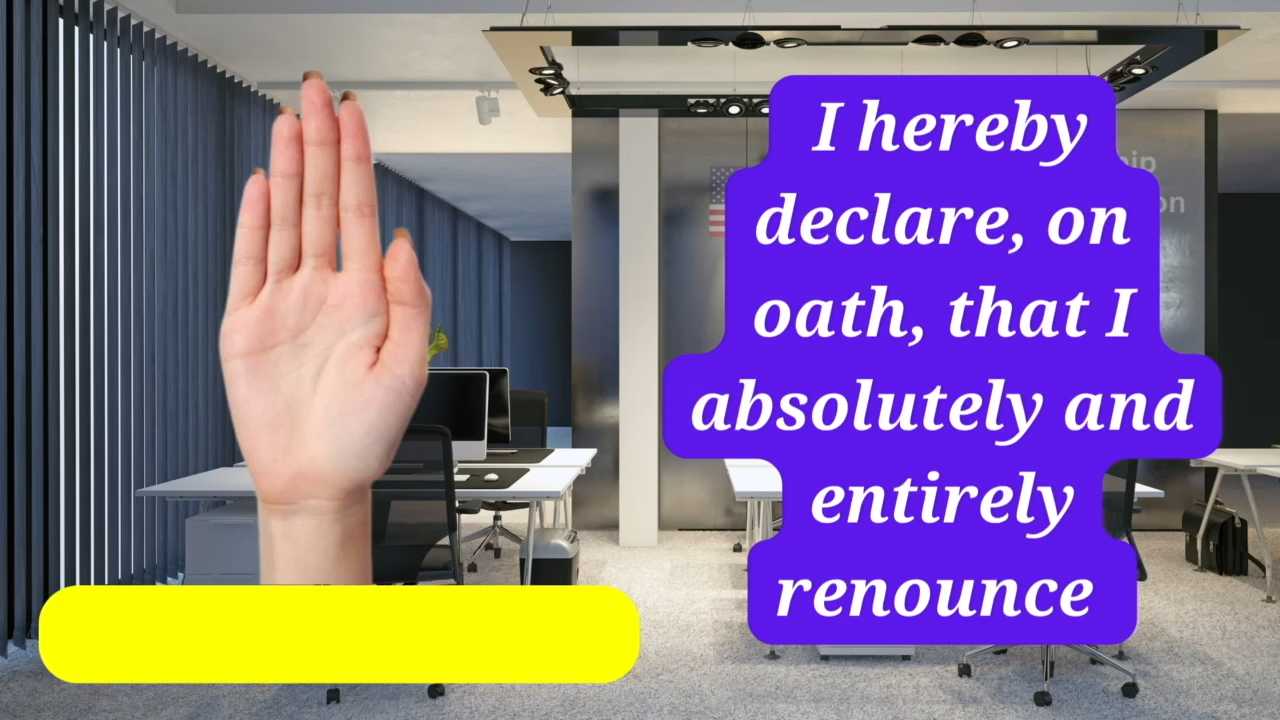 I hereby
declare, on
oath, that I
absolutely and
entirely
renounce